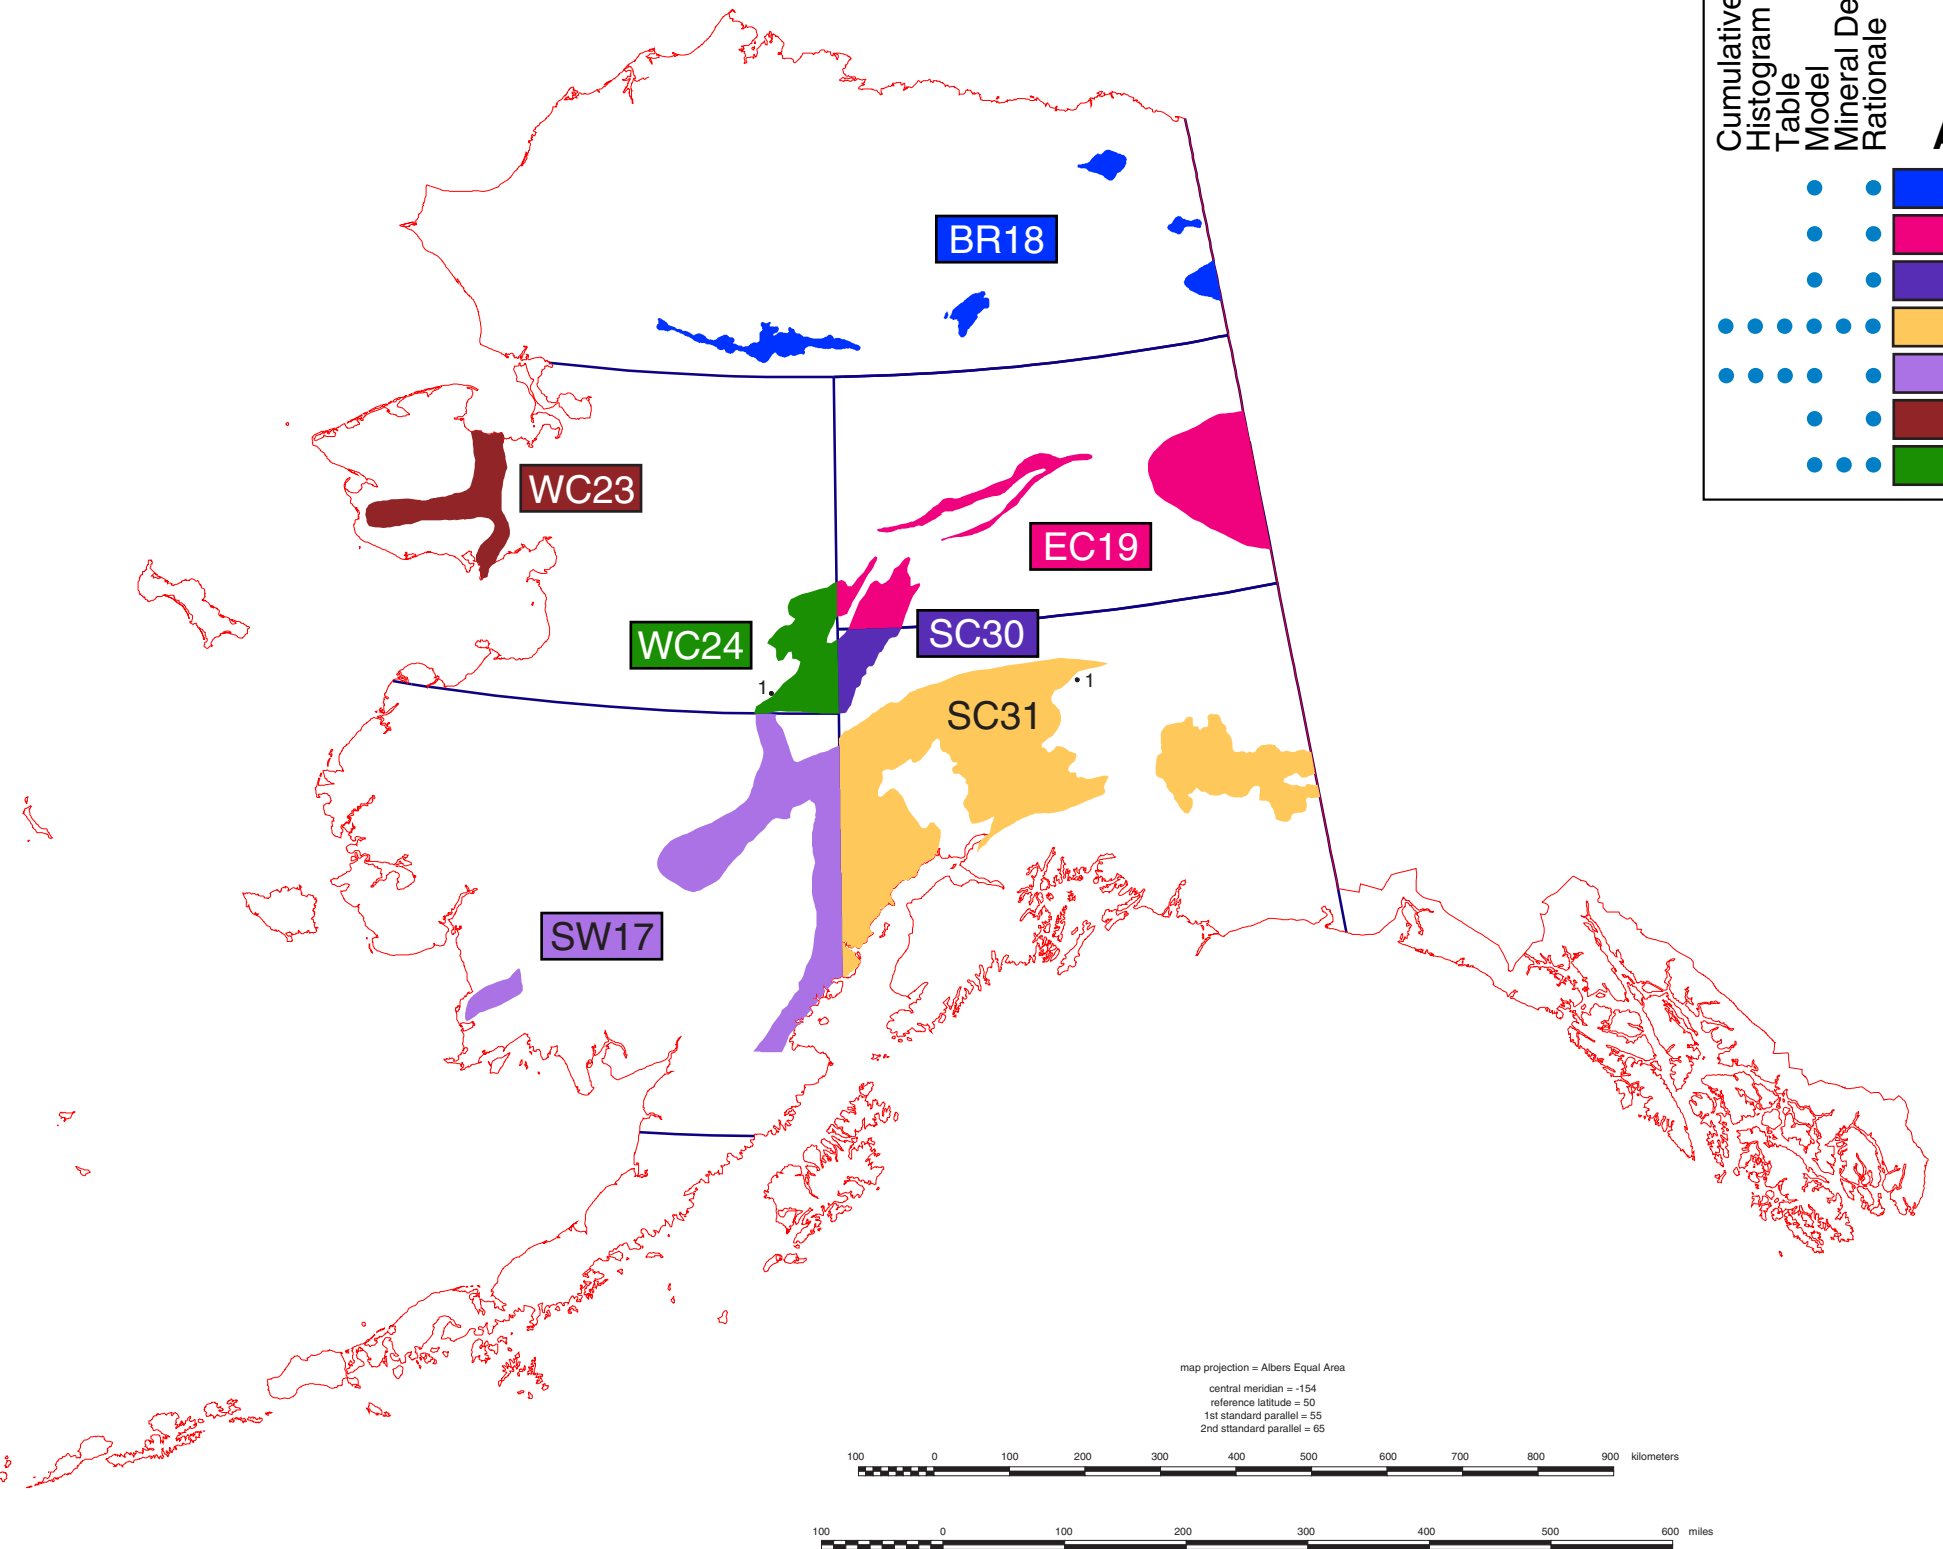 Cumulative
Histogram
Table
Model
Mineral De
Rationale
A
BR18
WC23
EC19
WC24
SC30
1
1
SC31
SW17
map projection = Albers Equal Area
central meridian = -154
reference latitude = 50
1st standard parallel = 55
2nd sttandard parallel = 65
100 0 100 200 300 400 500 600 700 800 900 kilometers
100 0 100 200 300 400 500 600 miles